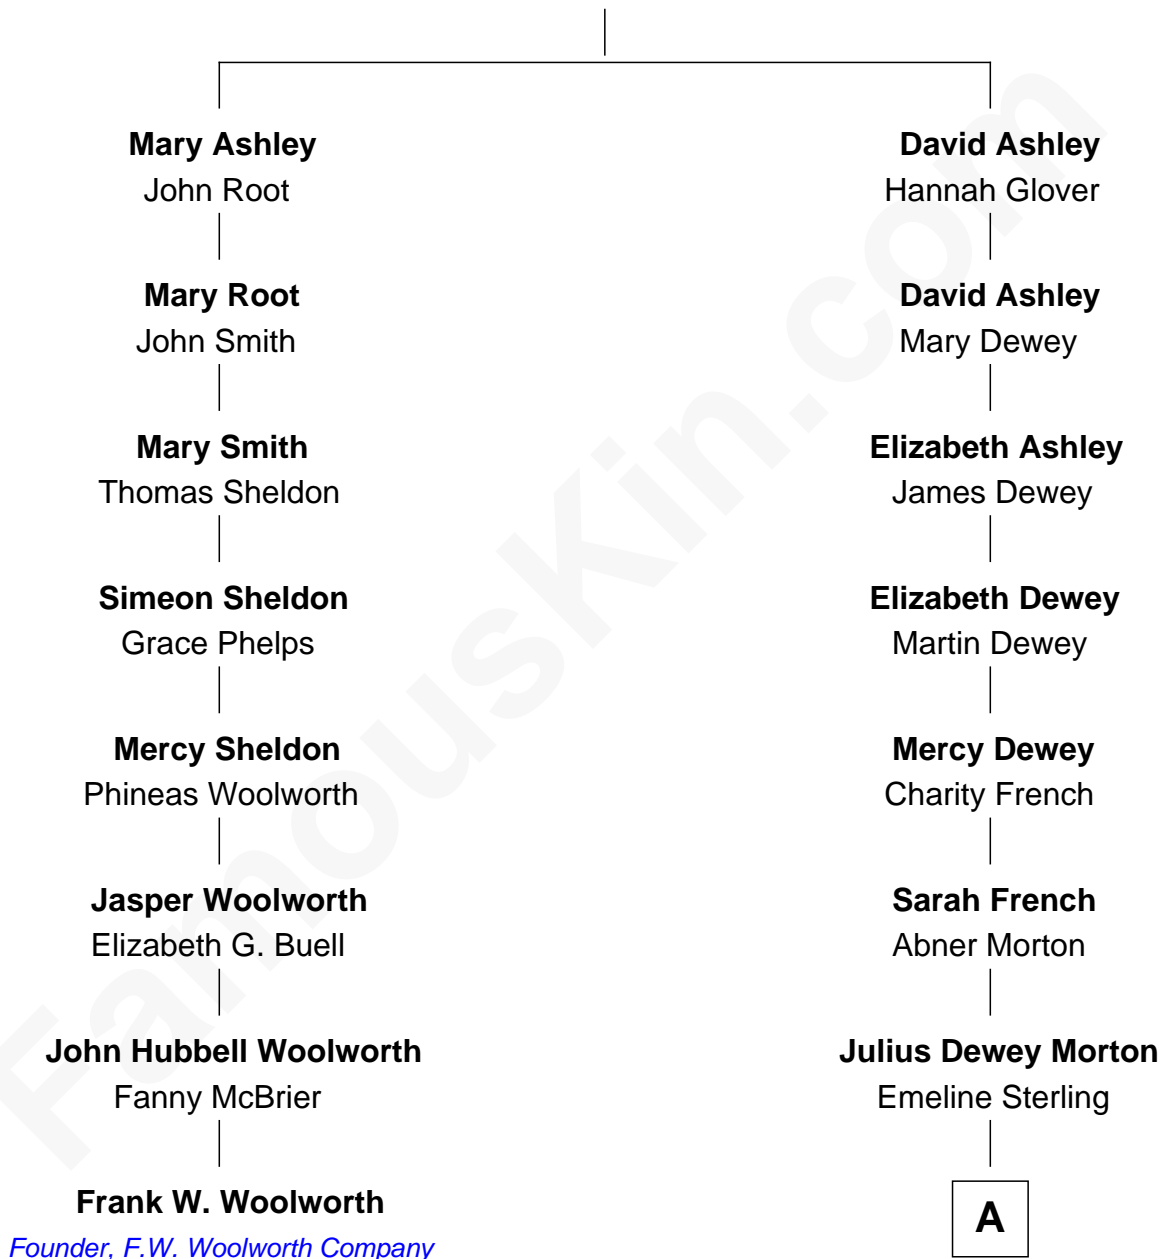 Mary Ashley
John Root
Mary Root
John Smith
Mary Smith
Thomas Sheldon
Simeon Sheldon
Grace Phelps
Mercy Sheldon
Phineas Woolworth
Jasper Woolworth
Elizabeth G. Buell
John Hubbell Woolworth
Fanny McBrier
Frank W. Woolworth
Founder, F.W. Woolworth Company
David Ashley
Hannah Glover
David Ashley
Mary Dewey
Elizabeth Ashley
James Dewey
Elizabeth Dewey
Martin Dewey
Mercy Dewey
Charity French
Sarah French
Abner Morton
Julius Dewey Morton
Emeline Sterling
A
FamousKin.com